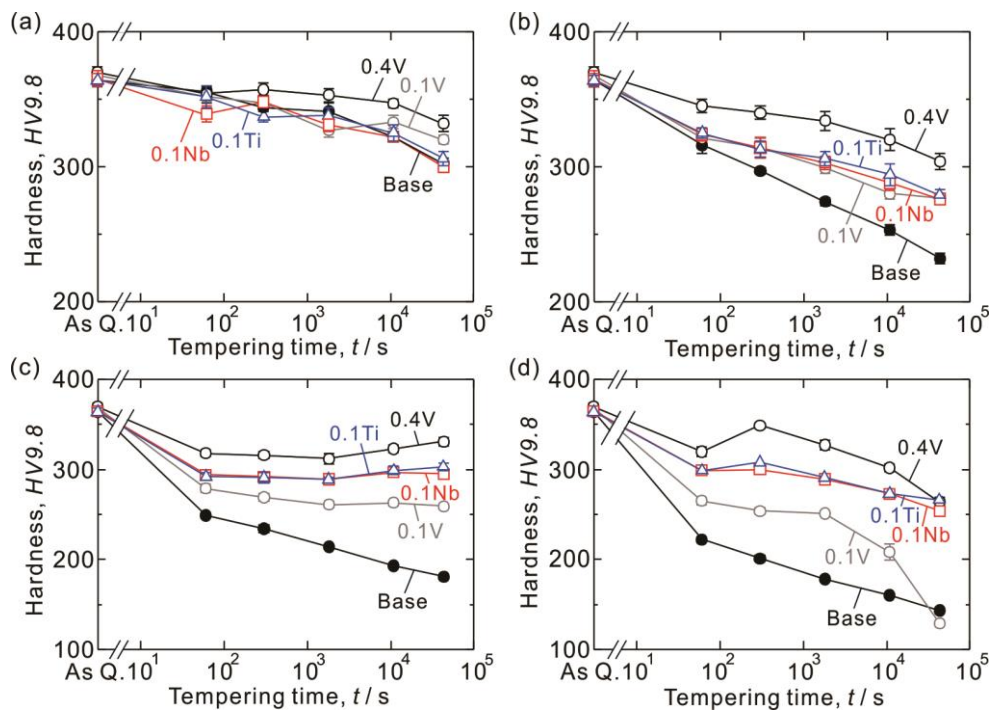 (a)
400
300
200
Hardness, HV9.8
0.4V
0.1V
0.1Ti
0.1Nb
Base
As Q. 10¹ 10² 10³ 10⁴ 10⁵
Tempering time, t / s
(b)
400
300
200
Hardness, HV9.8
0.4V
0.1Ti
0.1Nb
0.1V
Base
As Q. 10¹ 10² 10³ 10⁴ 10⁵
Tempering time, t / s
(c)
400
300
200
100
Hardness, HV9.8
0.4V
0.1Ti
0.1Nb
0.1V
Base
As Q. 10¹ 10² 10³ 10⁴ 10⁵
Tempering time, t / s
(d)
400
300
200
100
Hardness, HV9.8
0.4V
0.1Ti
0.1Nb
0.1V
Base
As Q. 10¹ 10² 10³ 10⁴ 10⁵
Tempering time, t / s